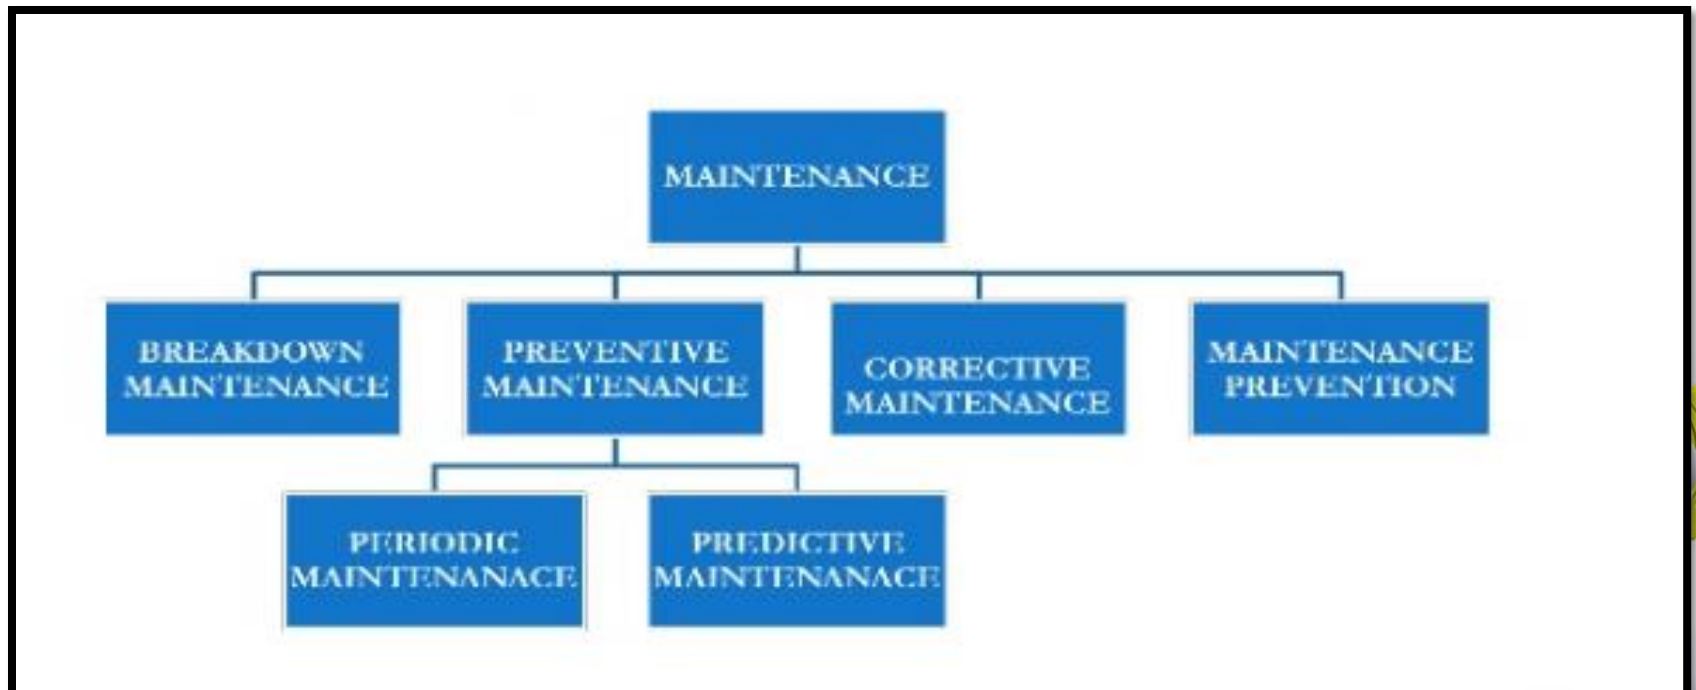 MAINTENANCE
BREAKDOWN
MAINTENANCE
PREVENTIVE
MAINTENANCE
CORRECTIVE
MAINTENANCE
MAINTENANCE
PREVENTION
PERIODIC
MAINTENANACE
PREDICTIVE
MAINTENANACE